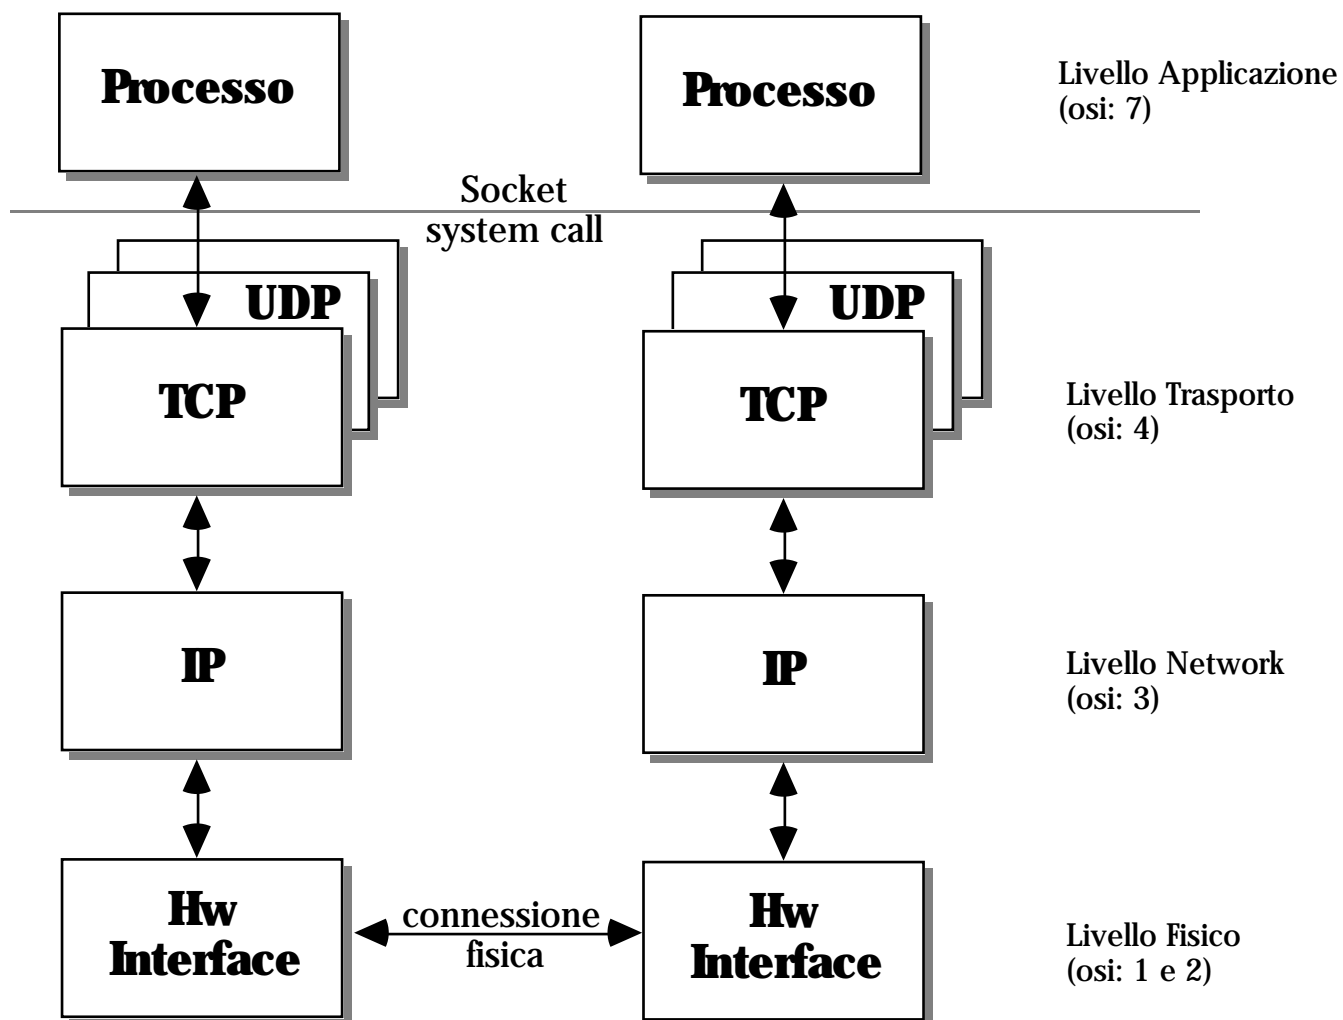 Processo
Processo
Livello Applicazione
(osi: 7)
Socket
system call
UDP
UDP
TCP
TCP
Livello Trasporto
(osi: 4)
IP
IP
Livello Network
(osi: 3)
Hw
Interface
connessione
fisica
Hw
Interface
Livello Fisico
(osi: 1 e 2)